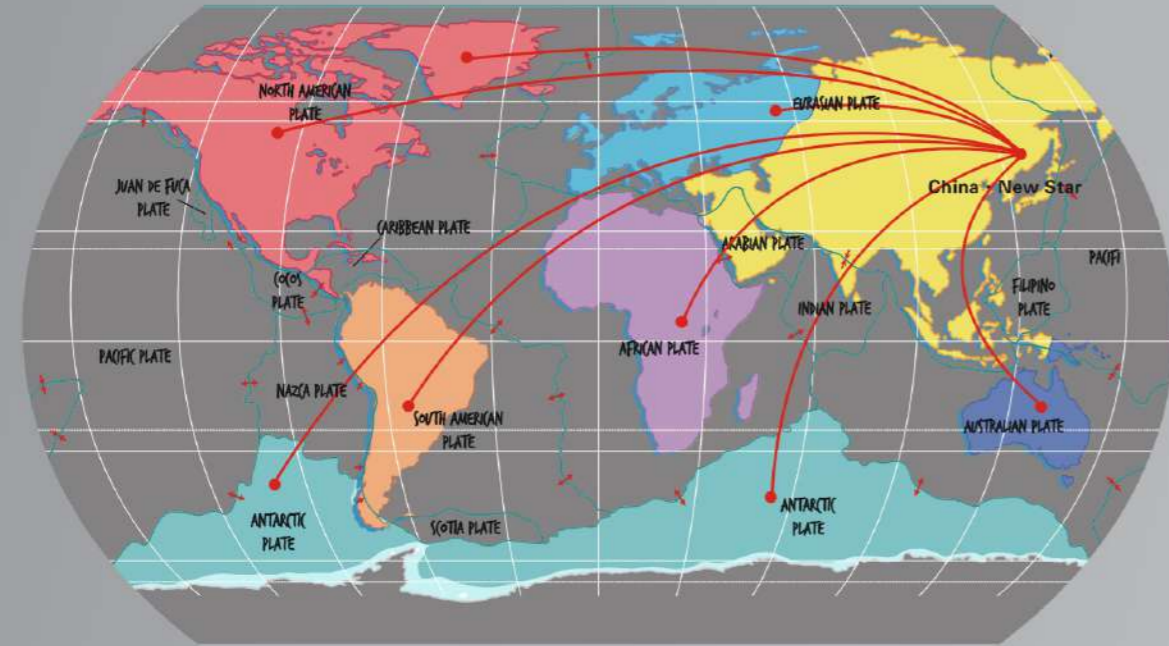 NORTH AMERICAN
PLATE
EURASIAN PLATE
JUAN DE FUCA
PLATE
China - New Star
CARIBBEAN PLATE
ARABIAN PLATE
PACIFI
COCOS
PLATE
FILIPINO
PLATE
INDIAN PLATE
PACIFIC PLATE
AFRICAN PLATE
NAZCA PLATE
SOUTH AMERICAN
PLATE
AUSTRALIAN PLATE
ANTARCTIC
PLATE
SCOTIA PLATE
ANTARCTIC
PLATE